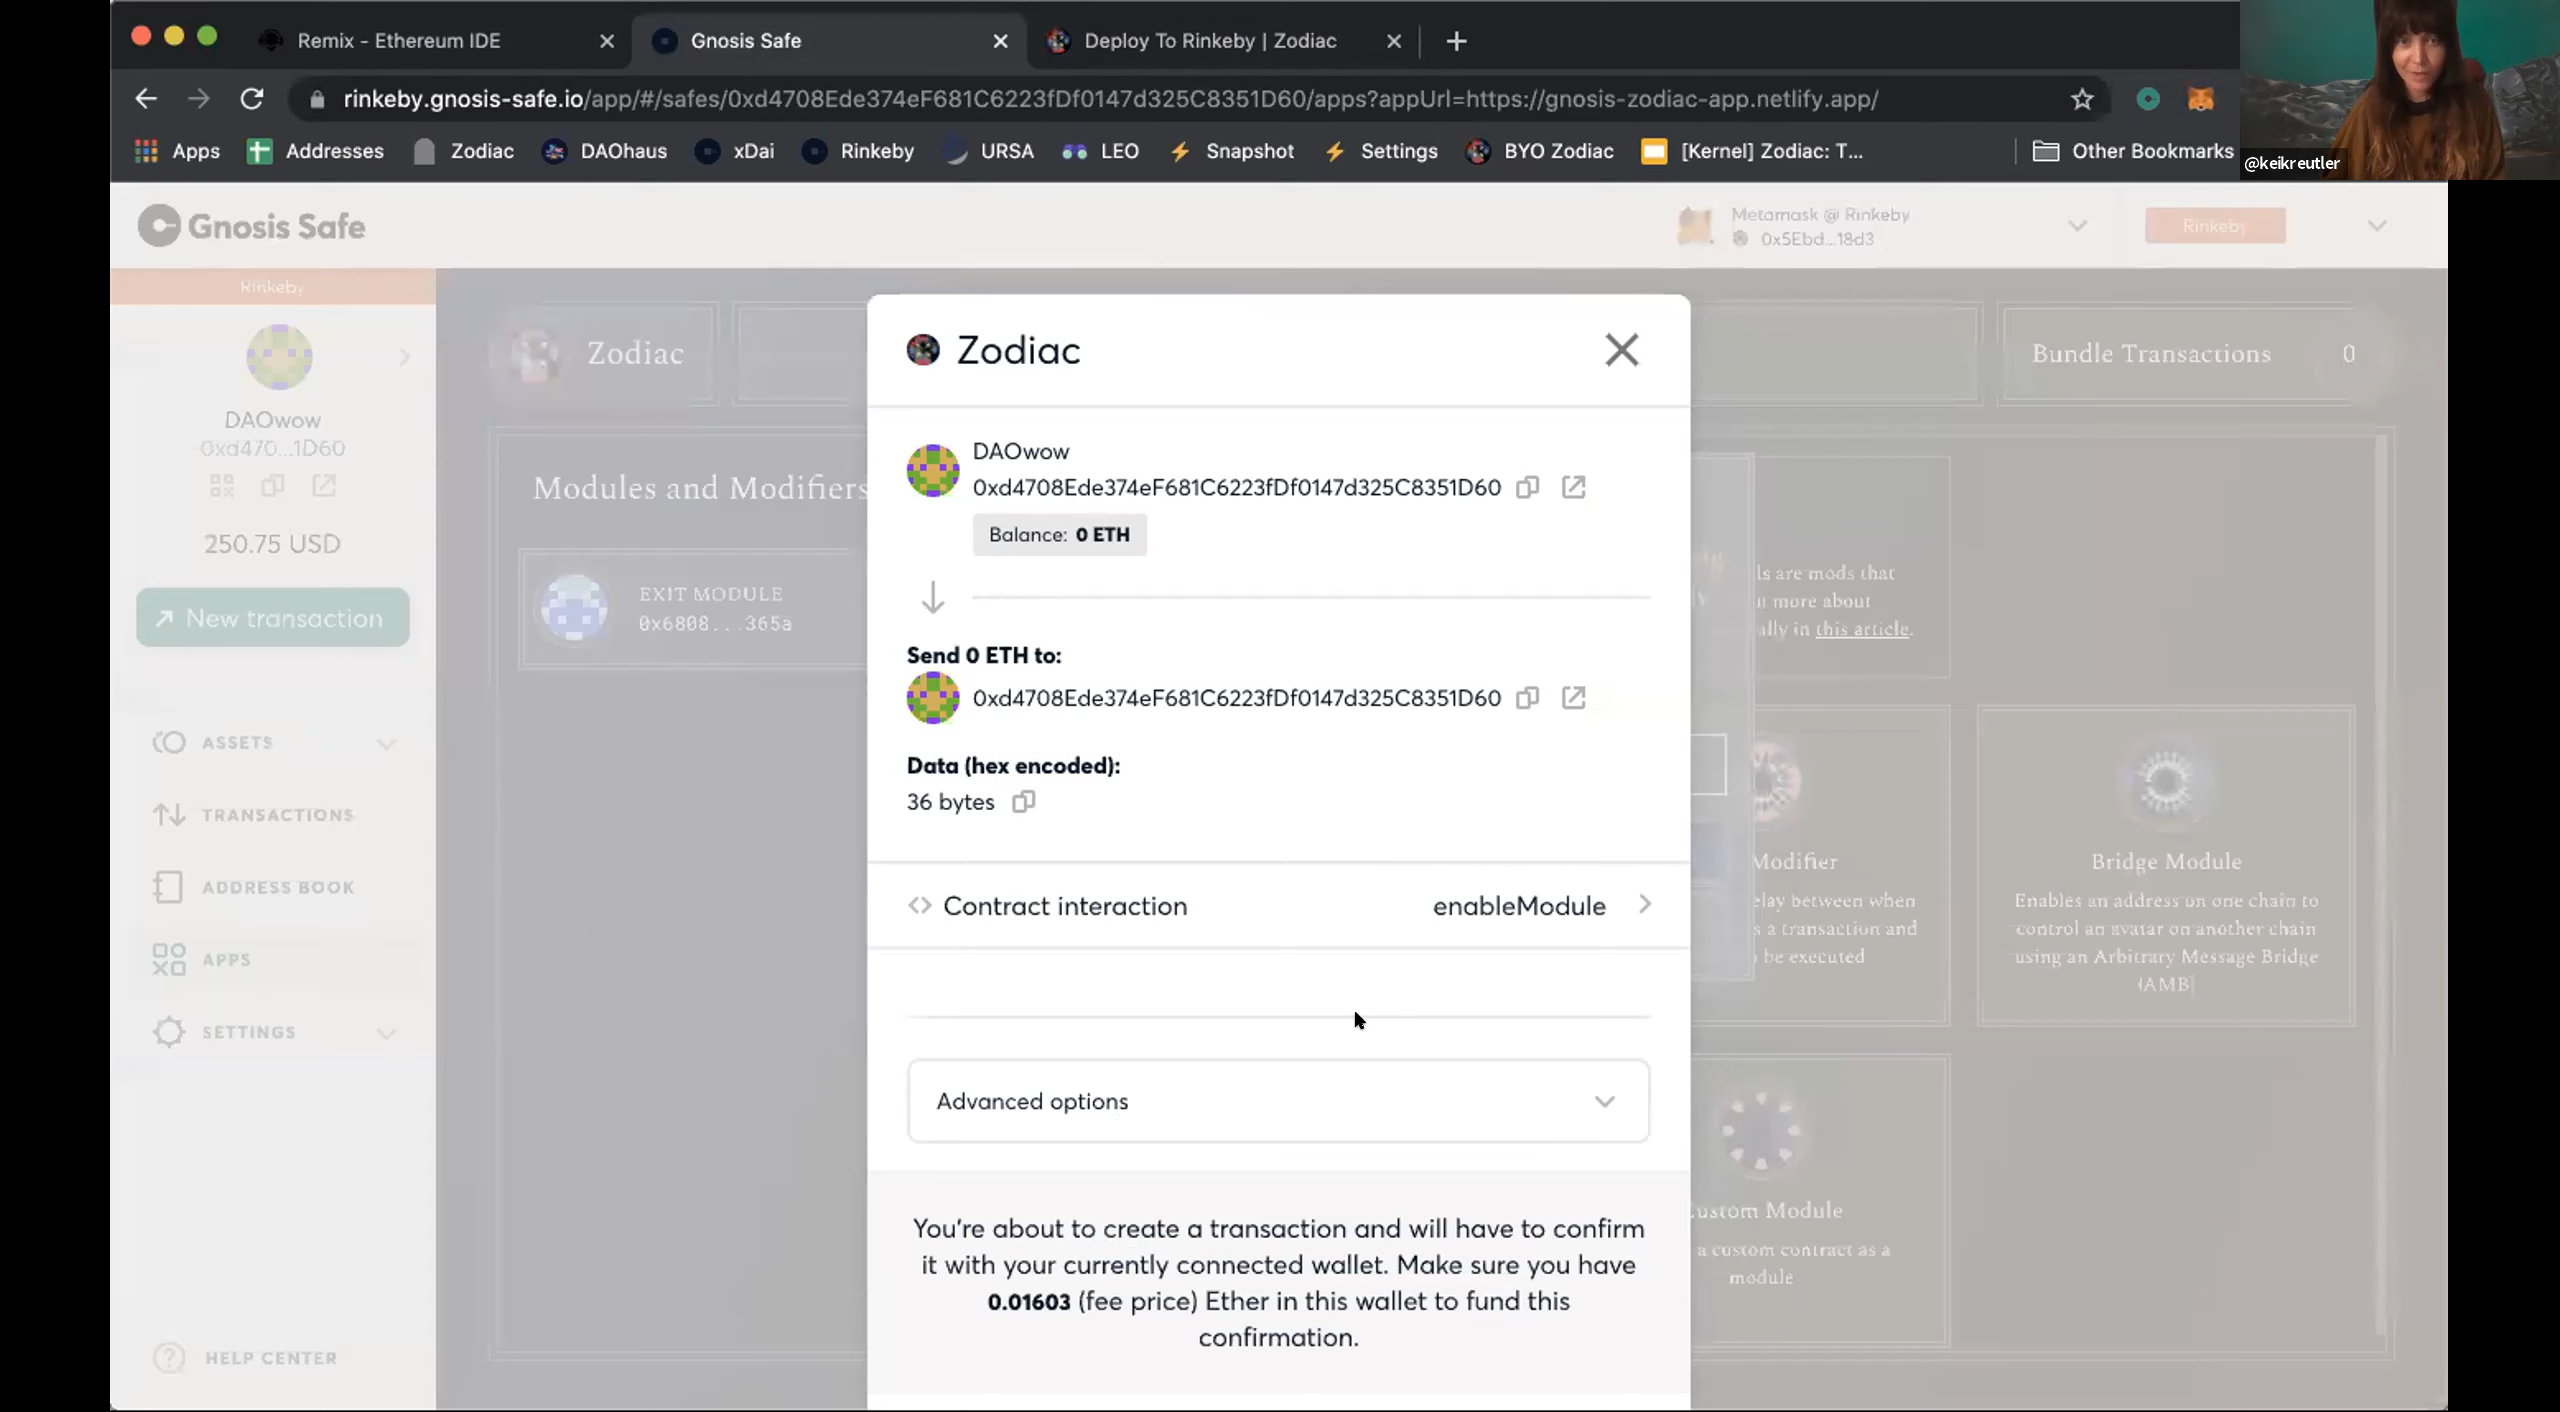 Remix - Ethereum IDE
Gnosis Safe
Deploy To Rinkeby | Zodiac
rinkeby.gnosis-safe.io/app/#/safes/0xd4708Ede374eF681C6223fDf0147d325C8351D60/apps?appUrl=https://gnosis-zodiac-app.netlify.app/
Apps Addresses Zodiac DAOhaus xDai Rinkeby URSA LEO Snapshot Settings BYO Zodiac [Kernel] Zodiac: T... Other Bookmarks
@keikreutler
Gnosis Safe
Metamask @ Rinkeby
0x5Ebd...18d3
Rinkeby
Rinkeby
DAOwow
0xd470...1D60
250.75 USD
New transaction
ASSETS
TRANSACTIONS
ADDRESS BOOK
APPS
SETTINGS
HELP CENTER
Zodiac
Bundle Transactions 0
Modules and Modifiers
EXIT MODULE
0x6808...365a
Zodiac
DAOwow
0xd4708Ede374eF681C6223fDf0147d325C8351D60
Balance: 0 ETH
Send 0 ETH to:
0xd4708Ede374eF681C6223fDf0147d325C8351D60
Data (hex encoded):
36 bytes
Contract interaction enableModule
Advanced options
You're about to create a transaction and will have to confirm
it with your currently connected wallet. Make sure you have
0.01603 (fee price) Ether in this wallet to fund this
confirmation.
ls are mods that
more about
ally in this article.
Modifier
elay between when
s a transaction and
be executed
Bridge Module
Enables an address on one chain to
control an avatar on another chain
using an Arbitrary Message Bridge
(AMB)
ustom Module
a custom contract as a
module